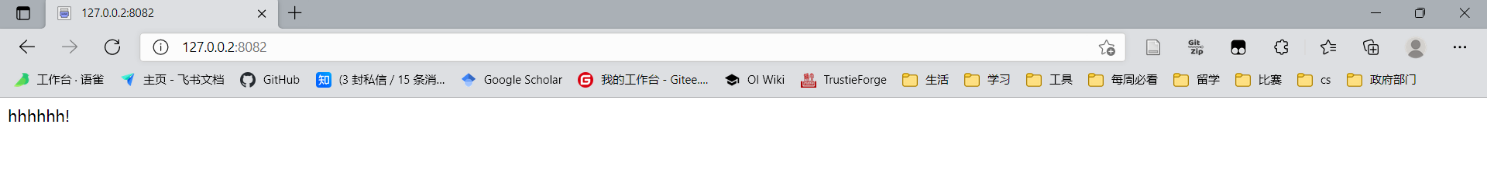 127.0.0.2:8082
127.0.0.2:8082 Git Zip
工作台 · 语雀 主页 - 飞书文档 GitHub 知 (3 封私信 / 15 条消... Google Scholar G 我的工作台 - Gitee.... OI Wiki TrustieForge 生活 学习 工具 每周必看 留学 比赛 cs 政府部门
hhhhhh!